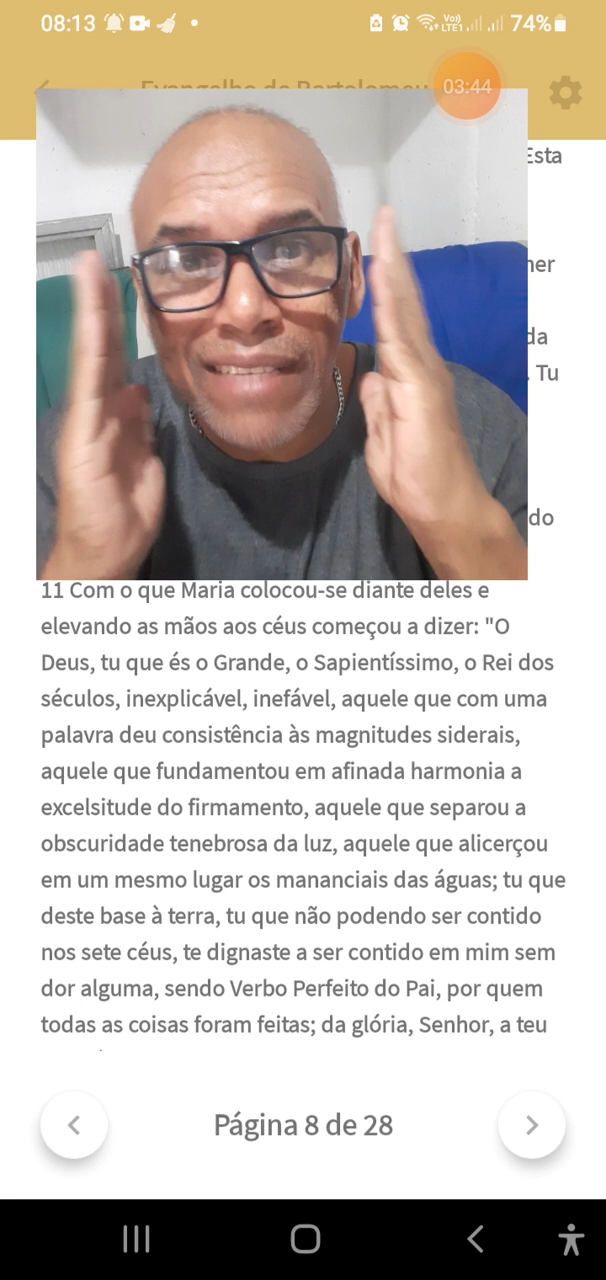 08:13
Vo)) LTE1 74%
Evangelho de Bartolomeu
03:44
Esta
da
. Tu
do
11 Com o que Maria colocou-se diante deles e
elevando as mãos aos céus começou a dizer: "O
Deus, tu que és o Grande, o Sapientíssimo, o Rei dos
séculos, inexplicável, inefável, aquele que com uma
palavra deu consistência às magnitudes siderais,
aquele que fundamentou em afinada harmonia a
excelsitude do firmamento, aquele que separou a
obscuridade tenebrosa da luz, aquele que alicerçou
em um mesmo lugar os mananciais das águas; tu que
deste base à terra, tu que não podendo ser contido
nos sete céus, te dignaste a ser contido em mim sem
dor alguma, sendo Verbo Perfeito do Pai, por quem
todas as coisas foram feitas; da glória, Senhor, a teu
Página 8 de 28